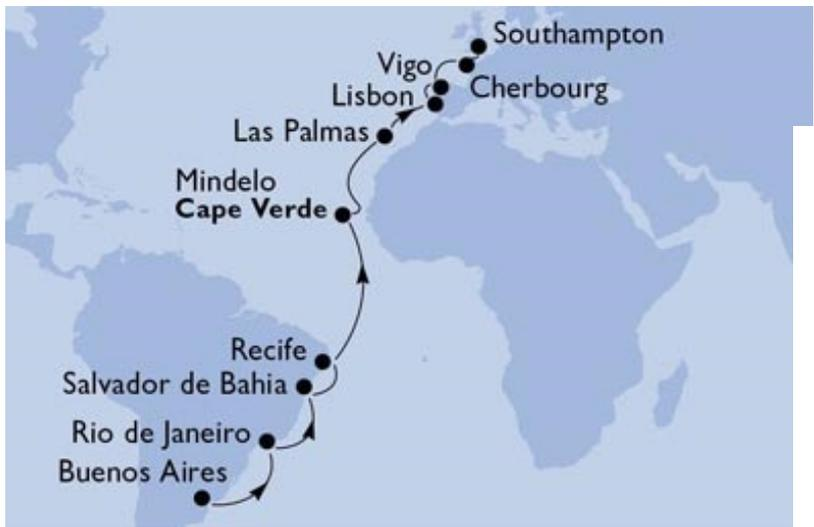 Southampton
Vigo
Cherbourg
Lisbon
Las Palmas
Mindelo
Cape Verde
Recife
Salvador de Bahia
Rio de Janeiro
Buenos Aires